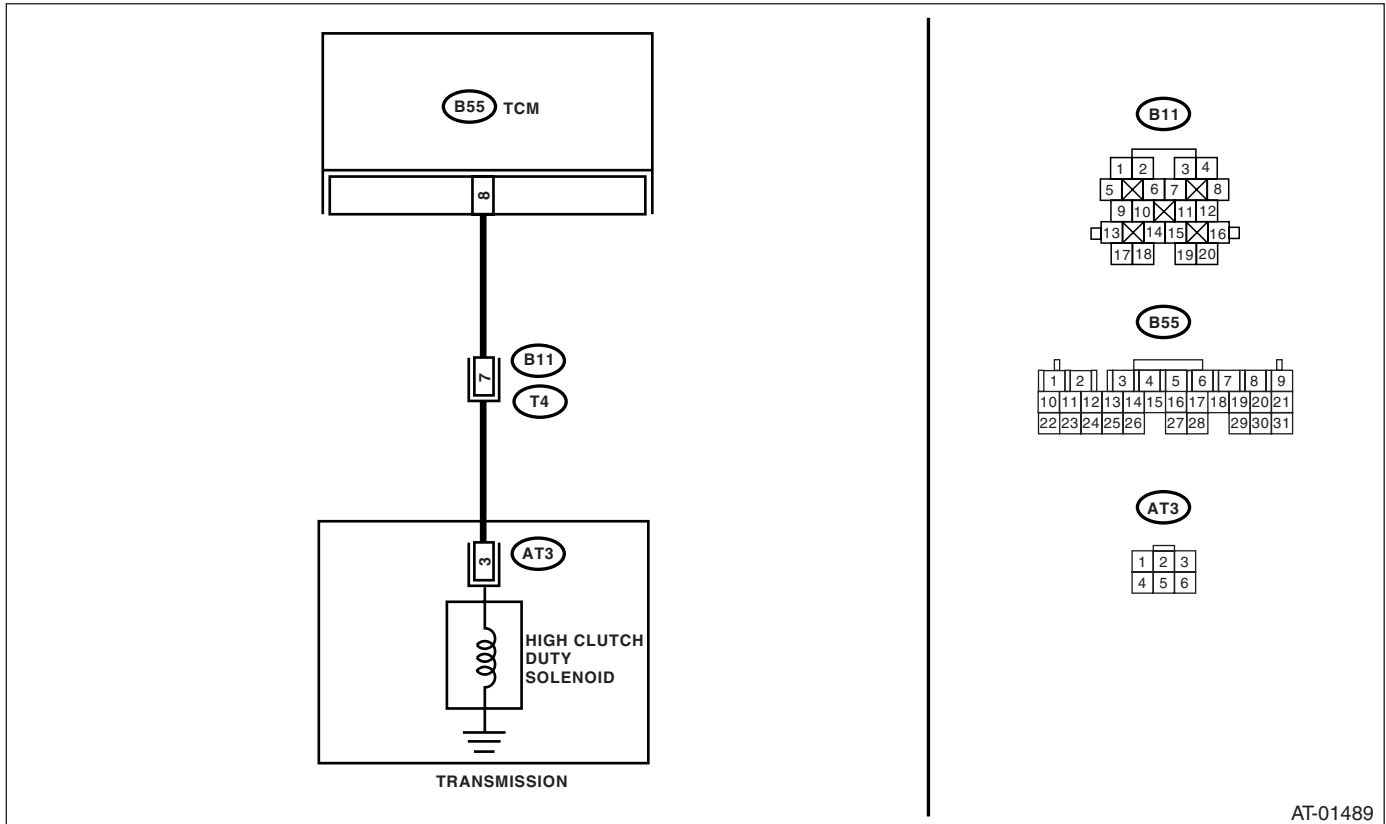 B55 TCM
8
B11
7
T4
AT3
3
HIGH CLUTCH
DUTY
SOLENOID
TRANSMISSION
B11
1 2 3 4
5 6 7 8
9 10 11 12
13 14 15 16
17 18 19 20
B55
1 2 3 4 5 6 7 8 9
10 11 12 13 14 15 16 17 18 19 20 21
22 23 24 25 26 27 28 29 30 31
AT3
1 2 3
4 5 6
AT-01489